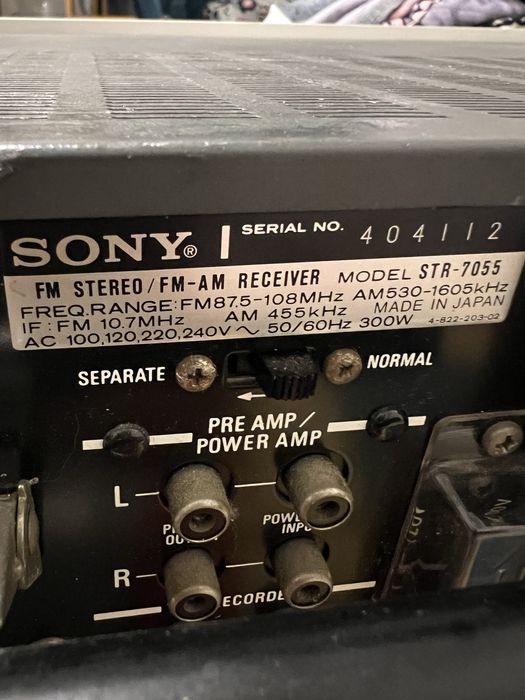 SONY® SERIAL NO. 404112
FM STEREO/FM-AM RECEIVER MODEL STR-7055
FREQ.RANGE:FM87.5-108MHz AM530-1605kHz
IF:FM 10.7MHz AM 455kHz MADE IN JAPAN
AC 100,120,220,240V~ 50/60Hz 300W 4-822-203-02
SEPARATE NORMAL
PRE AMP/
POWER AMP
L
R